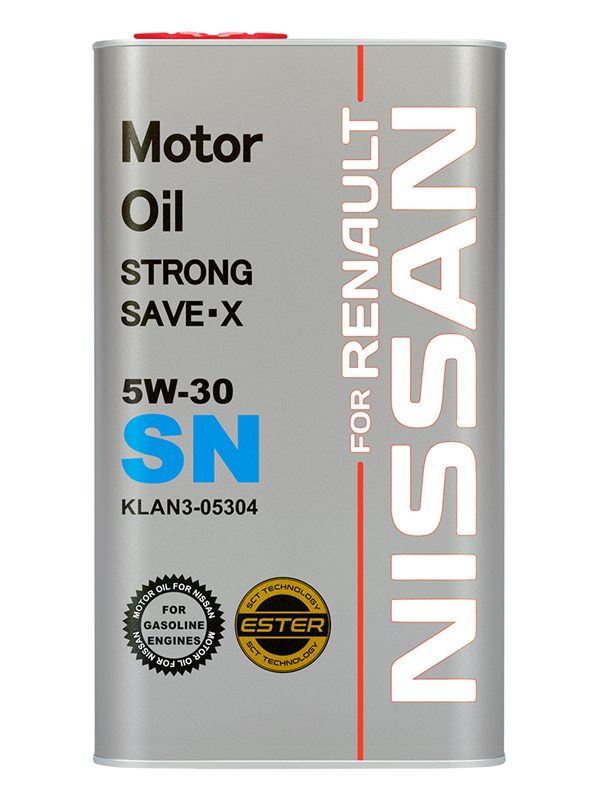 Motor
Oil
STRONG
SAVE·X
5W-30
SN
KLAN3-05304
MOTOR OIL FOR NISSAN
MOTOR OIL FOR NISSAN
FOR
GASOLINE
ENGINES
SCT TECHNOLOGY
ESTER
SCT TECHNOLOGY
FOR RENAULT
NISSAN